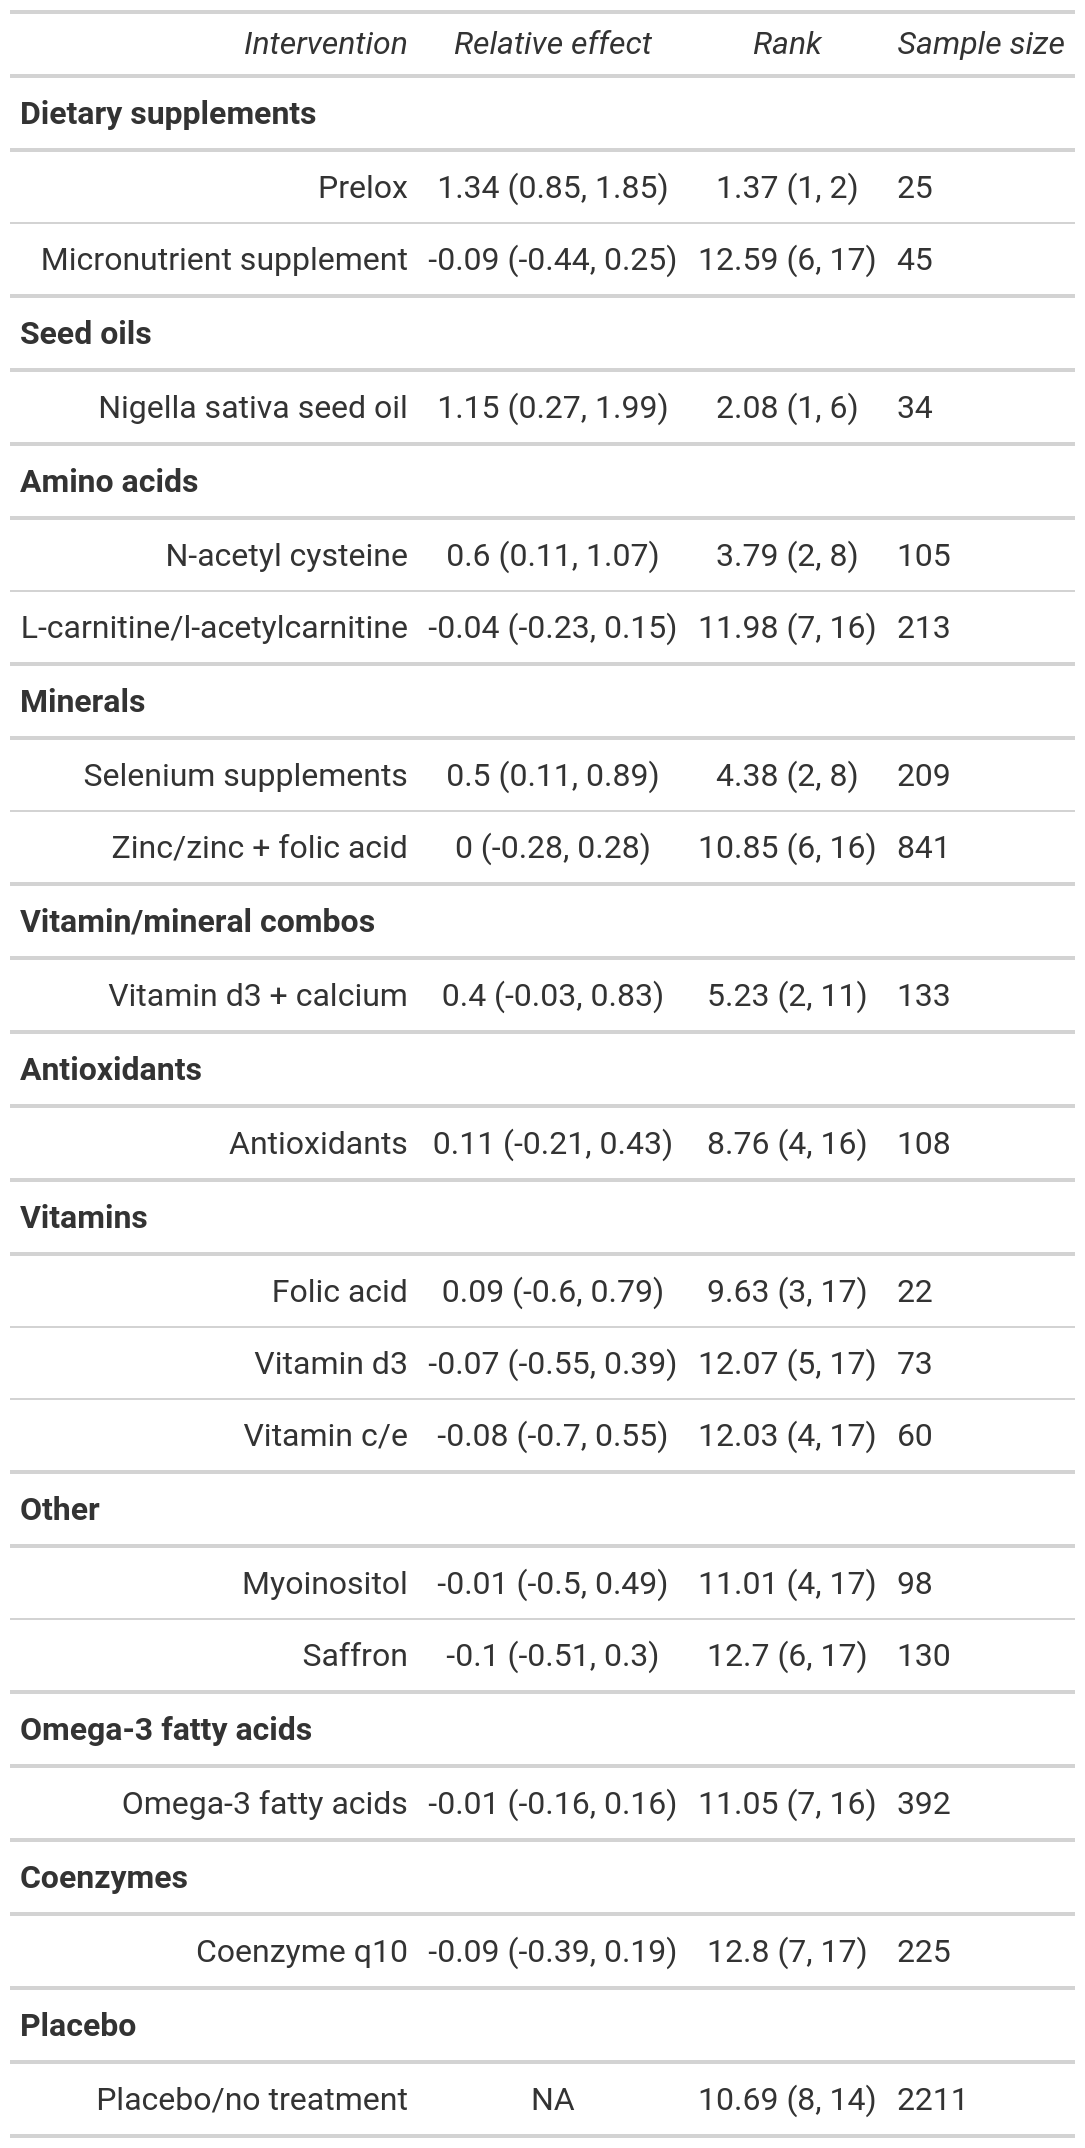 Intervention Relative effect Rank Sample size
Dietary supplements
Prelox 1.34 (0.85, 1.85) 1.37 (1, 2) 25
Micronutrient supplement -0.09 (-0.44, 0.25) 12.59 (6, 17) 45
Seed oils
Nigella sativa seed oil 1.15 (0.27, 1.99) 2.08 (1, 6) 34
Amino acids
N-acetyl cysteine 0.6 (0.11, 1.07) 3.79 (2, 8) 105
L-carnitine/l-acetylcarnitine -0.04 (-0.23, 0.15) 11.98 (7, 16) 213
Minerals
Selenium supplements 0.5 (0.11, 0.89) 4.38 (2, 8) 209
Zinc/zinc + folic acid 0 (-0.28, 0.28) 10.85 (6, 16) 841
Vitamin/mineral combos
Vitamin d3 + calcium 0.4 (-0.03, 0.83) 5.23 (2, 11) 133
Antioxidants
Antioxidants 0.11 (-0.21, 0.43) 8.76 (4, 16) 108
Vitamins
Folic acid 0.09 (-0.6, 0.79) 9.63 (3, 17) 22
Vitamin d3 -0.07 (-0.55, 0.39) 12.07 (5, 17) 73
Vitamin c/e -0.08 (-0.7, 0.55) 12.03 (4, 17) 60
Other
Myoinositol -0.01 (-0.5, 0.49) 11.01 (4, 17) 98
Saffron -0.1 (-0.51, 0.3) 12.7 (6, 17) 130
Omega-3 fatty acids
Omega-3 fatty acids -0.01 (-0.16, 0.16) 11.05 (7, 16) 392
Coenzymes
Coenzyme q10 -0.09 (-0.39, 0.19) 12.8 (7, 17) 225
Placebo
Placebo/no treatment NA 10.69 (8, 14) 2211